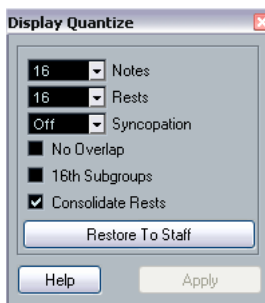 Display Quantize
16 Notes
16 Rests
Off Syncopation
No Overlap
16th Subgroups
Consolidate Rests
Restore To Staff
Help Apply